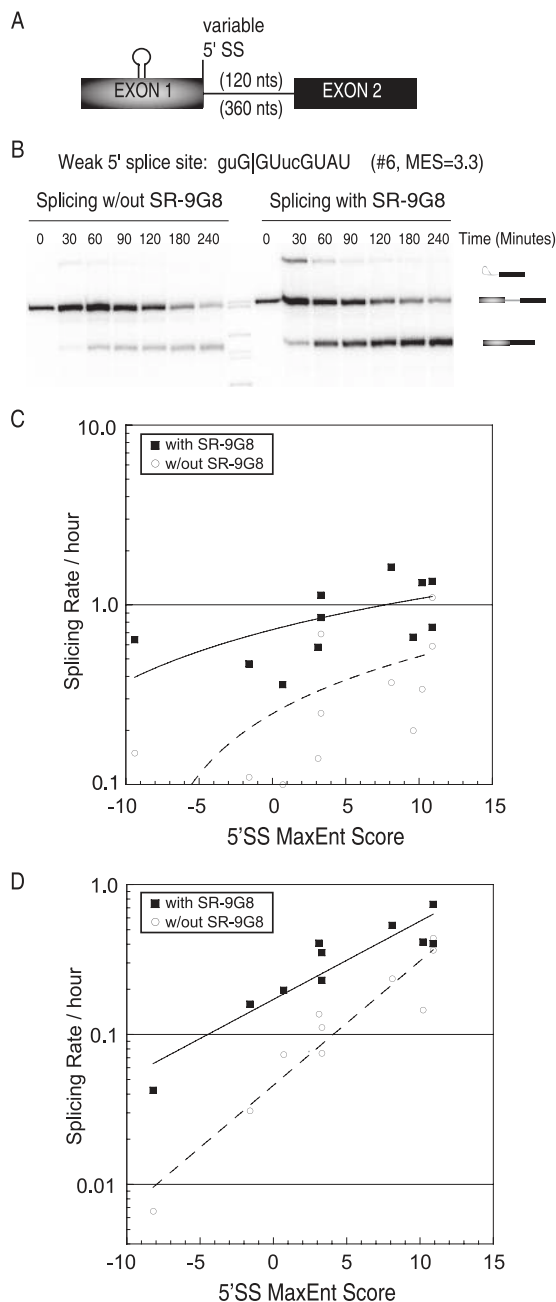 A
variable
5' SS
EXON 1
(120 nts)
(360 nts)
EXON 2
B
Weak 5' splice site: guG|GUucGUAU (#6, MES=3.3)
Splicing w/out SR-9G8
Splicing with SR-9G8
0 30 60 90 120 180 240
0 30 60 90 120 180 240
Time (Minutes)
C
10.0
1.0
0.1
with SR-9G8
w/out SR-9G8
Splicing Rate / hour
-10 -5 0 5 10 15
5'SS MaxEnt Score
D
1.0
0.1
0.01
with SR-9G8
w/out SR-9G8
Splicing Rate / hour
-10 -5 0 5 10 15
5'SS MaxEnt Score